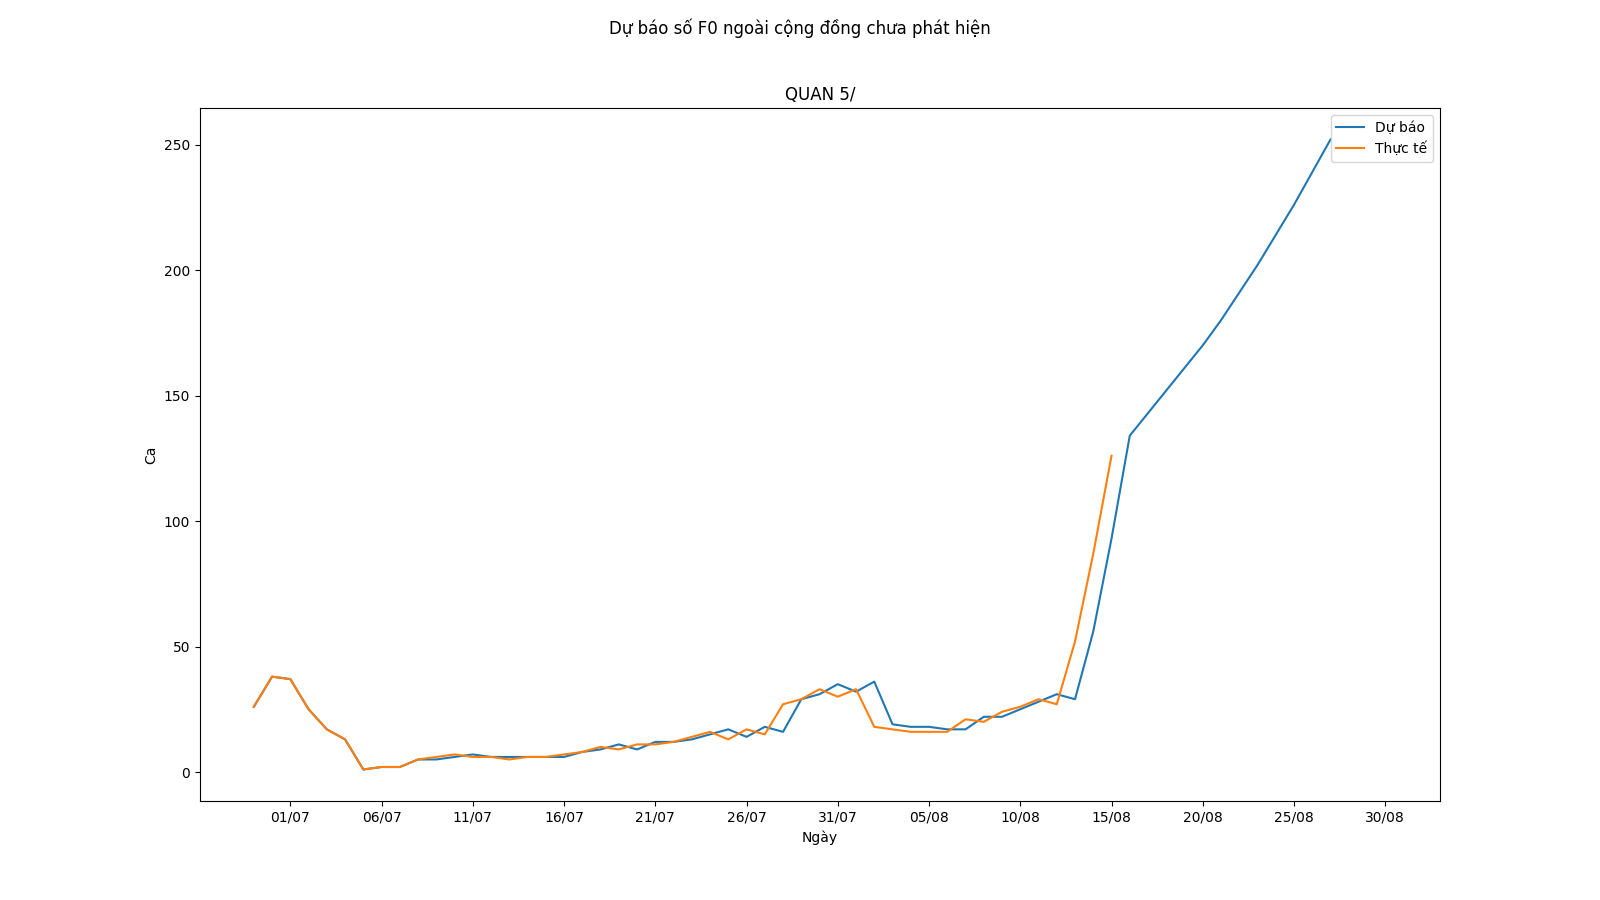 Dự báo số F0 ngoài cộng đồng chưa phát hiện
QUAN 5/
Dự báo
Thực tế
250
200
150
100
50
0
Ca
01/07 06/07 11/07 16/07 21/07 26/07 31/07 05/08 10/08 15/08 20/08 25/08 30/08
Ngày